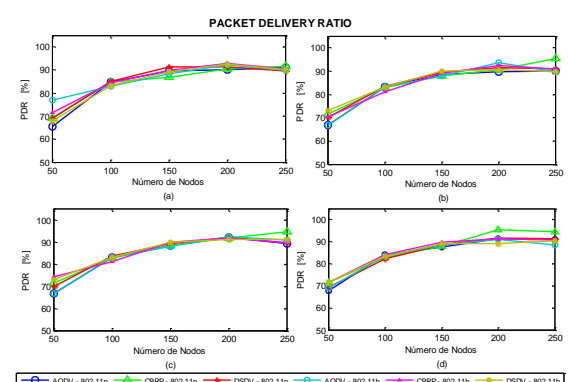 PACKET DELIVERY RATIO
100
90
80
70
60
50
PDR [%]
50 100 150 200 250
Número de Nodos
(a)
100
90
80
70
60
50
PDR [%]
50 100 150 200 250
Número de Nodos
(b)
100
90
80
70
60
50
PDR [%]
50 100 150 200 250
Número de Nodos
(c)
100
90
80
70
60
50
PDR [%]
50 100 150 200 250
Número de Nodos
(d)
AODV - 802.11p CBRP - 802.11p DSDV - 802.11p AODV - 802.11b CBRP - 802.11b DSDV - 802.11b